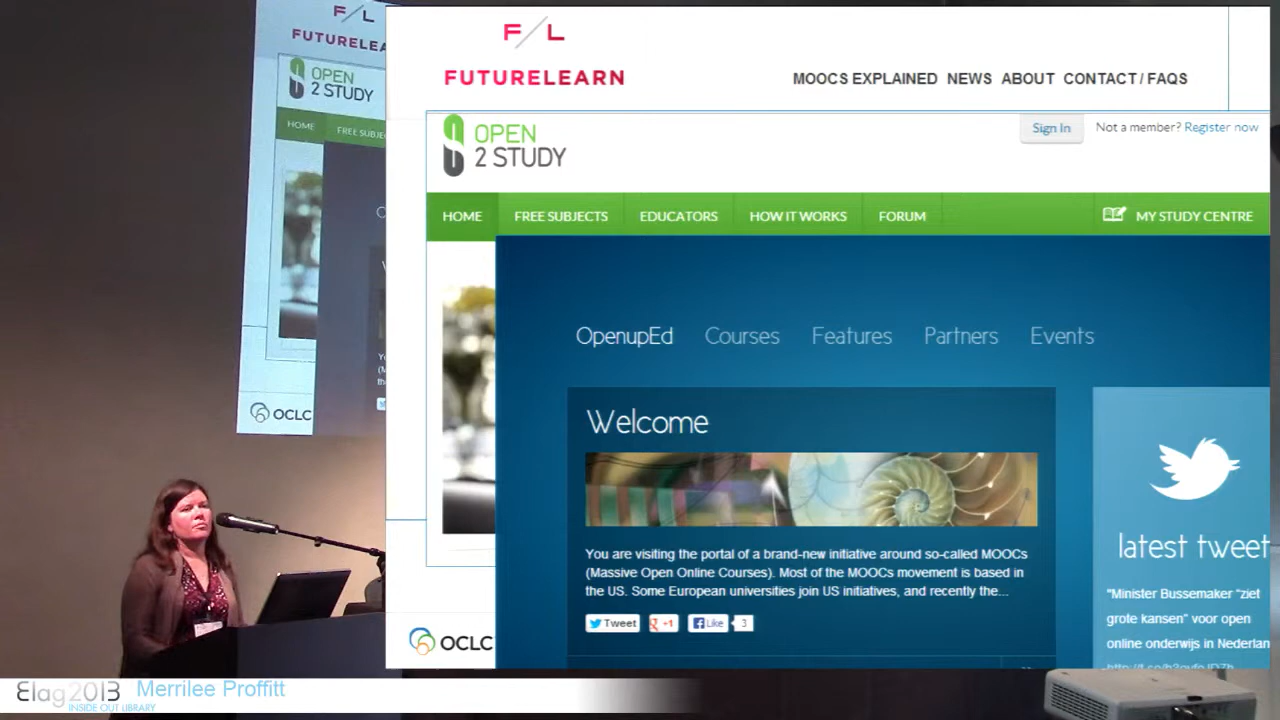 F/L
FUTURELEARN
OPEN
2 STUDY
HOME
FREE
OCLC
F/L
FUTURELEARN
MOOCS EXPLAINED NEWS ABOUT CONTACT / FAQS
OPEN
2 STUDY
Sign In Not a member? Register now
HOME FREE SUBJECTS EDUCATORS HOW IT WORKS FORUM MY STUDY CENTRE
OpenupEd Courses Features Partners Events
Welcome
You are visiting the portal of a brand-new initiative around so-called MOOCs
(Massive Open Online Courses). Most of the MOOCs movement is based in
the US. Some European universities join US initiatives, and recently the...
Tweet +1 Like 3
latest tweet
"Minister Bussemaker "ziet
grote kansen" voor open
online onderwijs in Nederlan
OCLC
Elag2013 Merrilee Proffitt
INSIDE OUT LIBRARY